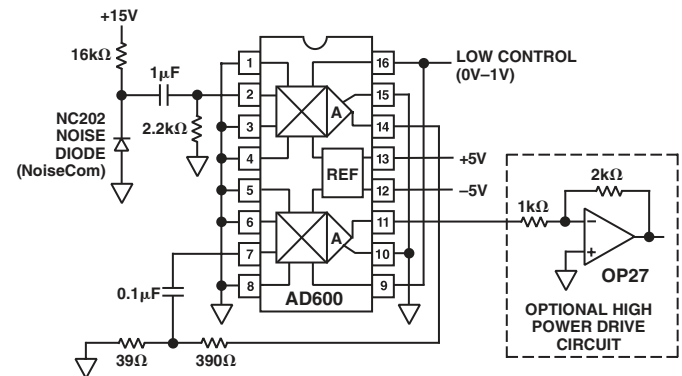 +15V
16kΩ
1µF
NC202
NOISE
DIODE
(NoiseCom)
2.2kΩ
1
2
3
4
5
6
7
8
16
15
14
13
12
11
10
9
A
REF
A
AD600
LOW CONTROL
(0V–1V)
+5V
–5V
0.1µF
39Ω
390Ω
1kΩ
2kΩ
–
+
OP27
OPTIONAL HIGH
POWER DRIVE
CIRCUIT